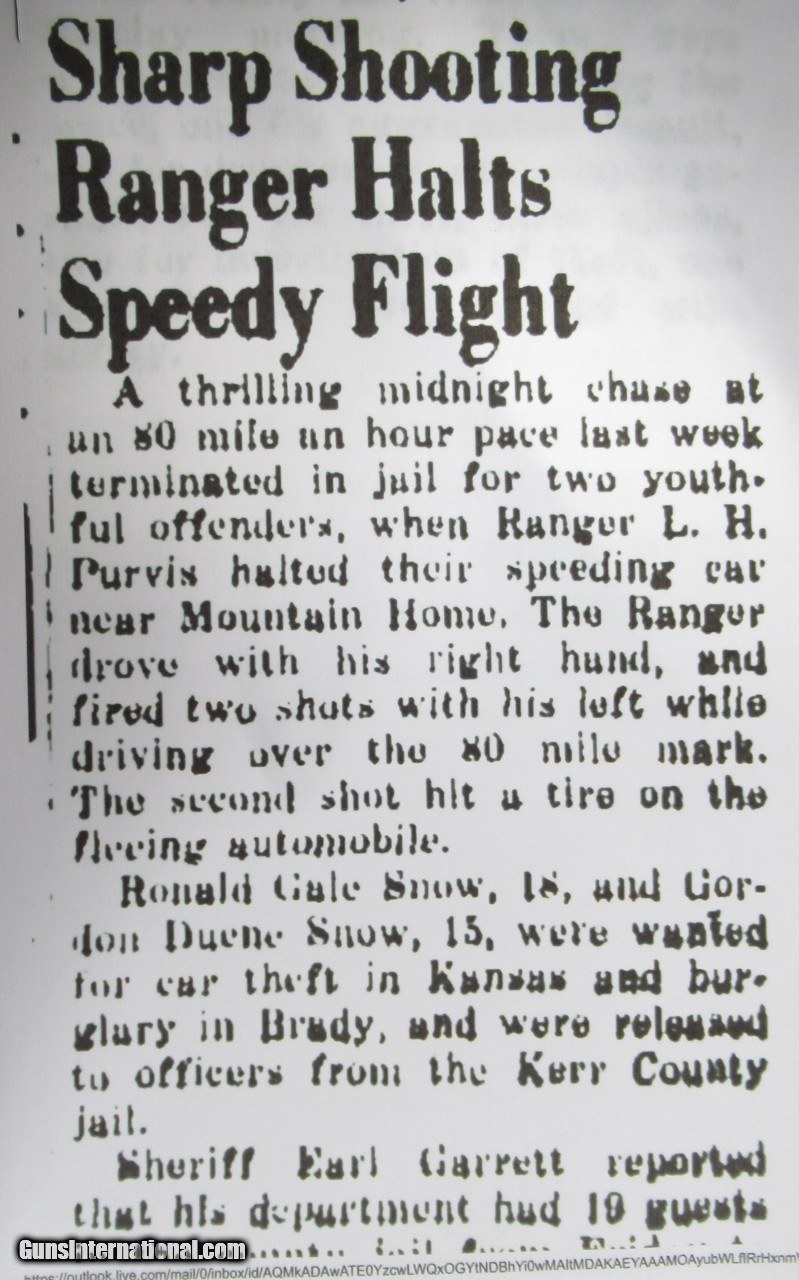 Sharp Shooting
Ranger Halts
Speedy Flight
A thrilling midnight chase at
an 80 mile an hour pace last week
terminated in jail for two youth-
ful offenders, when Ranger L. H.
Purvis halted their speeding car
near Mountain Home. The Ranger
drove with his right hand, and
fired two shots with his left while
driving over the 80 mile mark.
The second shot hit a tire on the
fleeing automobile.
Ronald Gale Snow, 18, and Gor-
don Duene Snow, 15, were wanted
for car theft in Kansas and bur-
glary in Brady, and were released
to officers from the Kerr County
jail.
Sheriff Earl Garrett reported
that his department had 19 guests
jail from
GunsInternational.com